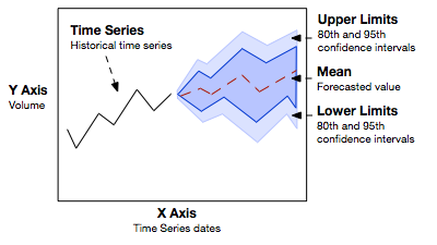 Time Series
Historical time series
Y Axis
Volume
Upper Limits
80th and 95th
confidence intervals
Mean
Forecasted value
Lower Limits
80th and 95th
confidence intervals
X Axis
Time Series dates